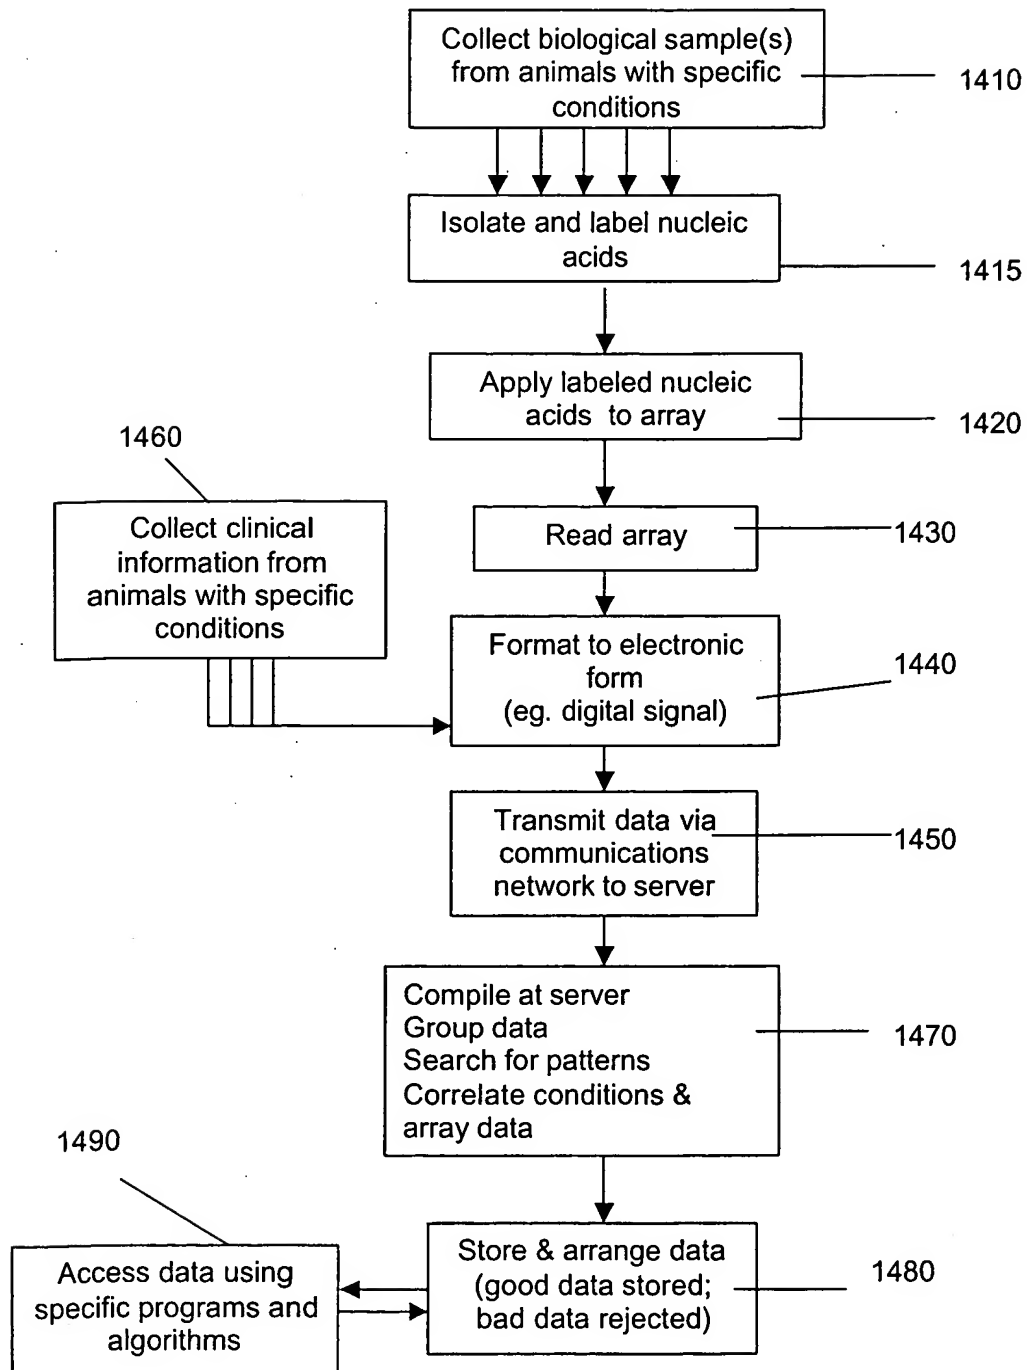 Collect biological sample(s)
from animals with specific
conditions
1410
Isolate and label nucleic
acids
1415
Apply labeled nucleic
acids to array
1420
1460
Collect clinical
information from
animals with specific
conditions
Read array
1430
Format to electronic
form
(eg. digital signal)
1440
Transmit data via
communications
network to server
1450
Compile at server
Group data
Search for patterns
Correlate conditions &
array data
1470
1490
Access data using
specific programs and
algorithms
Store & arrange data
(good data stored;
bad data rejected)
1480